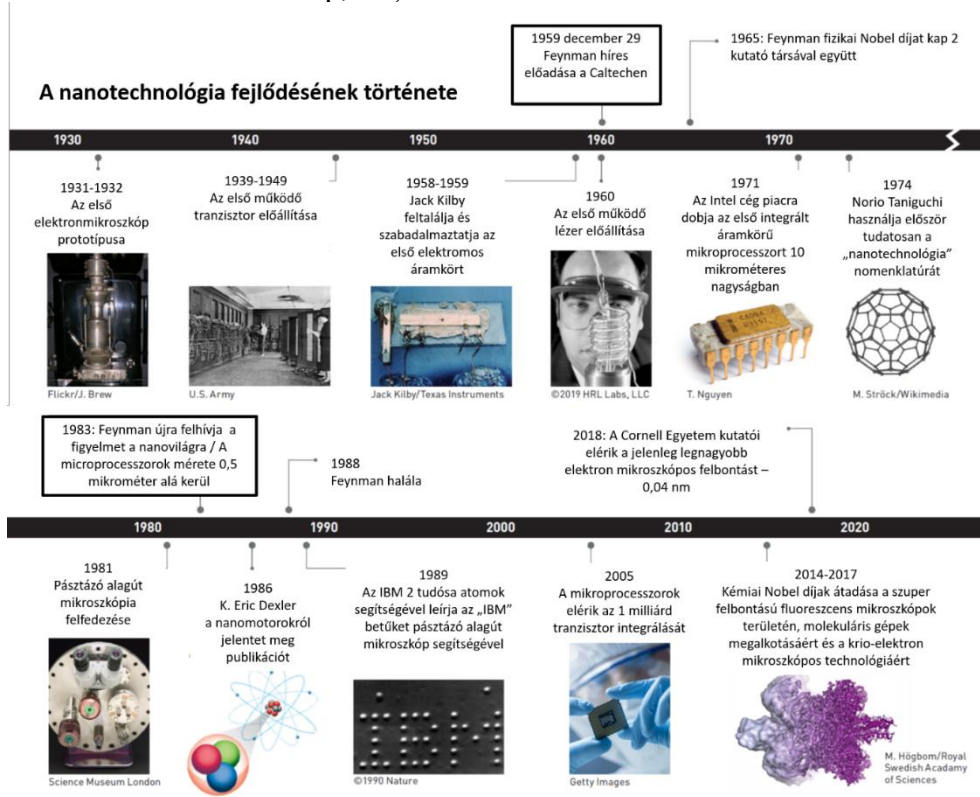 1959 december 29
Feynman híres
előadása a Caltechen
1965: Feynman fizikai Nobel díjat kap 2
kutató társával együtt
A nanotechnológia fejlődésének története
1930
1940
1950
1960
1970
1931-1932
Az első
elektronmikroszkóp
prototípusa
Flickr/J. Brew
1939-1949
Az első működő
tranzisztor előállítása
U.S. Army
1958-1959
Jack Kilby
feltalálja és
szabadalmaztatja az
első elektromos
áramkört
Jack Kilby/Texas Instruments
1960
Az első működő
lézer előállítása
©2019 HRL Labs, LLC
1971
Az Intel cég piacra
dobja az első integrált
áramkörű
mikroprocesszort 10
mikrométeres
nagyságban
T. Nguyen
1974
Norio Taniguchi
használja először
tudatosan a
„nanotechnológia”
nomenklatúrát
M. Ströck/Wikimedia
1983: Feynman újra felhívja a
figyelmet a nanovilágra / A
microprocesszorok mérete 0,5
mikrométer alá kerül
1988
Feynman halála
2018: A Cornell Egyetem kutatói
elérik a jelenleg legnagyobb
elektron mikroszkópos felbontást –
0,04 nm
1980
1990
2000
2010
2020
1981
Pásztázó alagút
mikroszkópia
felfedezése
Science Museum London
1986
K. Eric Dexler
a nanomotorokról
jelentet meg
publikációt
1989
Az IBM 2 tudósa atomok
segítségével leírja az „IBM”
betűket pásztázó alagút
mikroszkóp segítségével
IBM
©1990 Nature
2005
A mikroprocesszorok
elérik az 1 milliárd
tranzisztor integrálását
Getty Images
2014-2017
Kémiai Nobel díjak átadása a szuper
felbontású fluoreszcens mikroszkópok
területén, molekuláris gépek
megalkotásáért és a krio-elektron
mikroszkópos technológiáért
M. Högbom/Royal
Swedish Academy
of Sciences